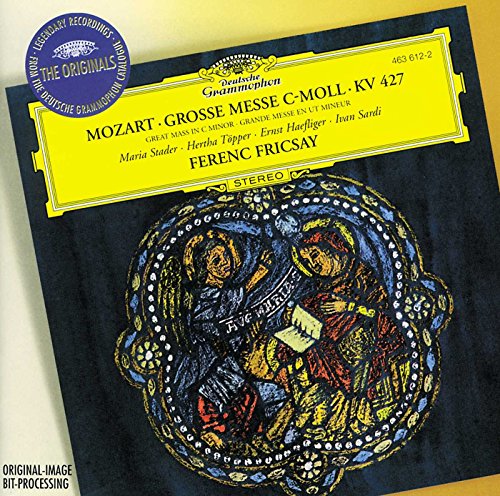 LEGENDARY RECORDINGS
FROM THE DEUTSCHE GRAMMOPHON CATALOGUE
THE ORIGINALS
Deutsche
Grammophon
463 612-2
MOZART · GROSSE MESSE C-MOLL · KV 427
GREAT MASS IN C MINOR · GRANDE MESSE EN UT MINEUR
Maria Stader · Hertha Töpper · Ernst Haefliger · Ivan Sardi
FERENC FRICSAY
STEREO
ORIGINAL-IMAGE
BIT-PROCESSING